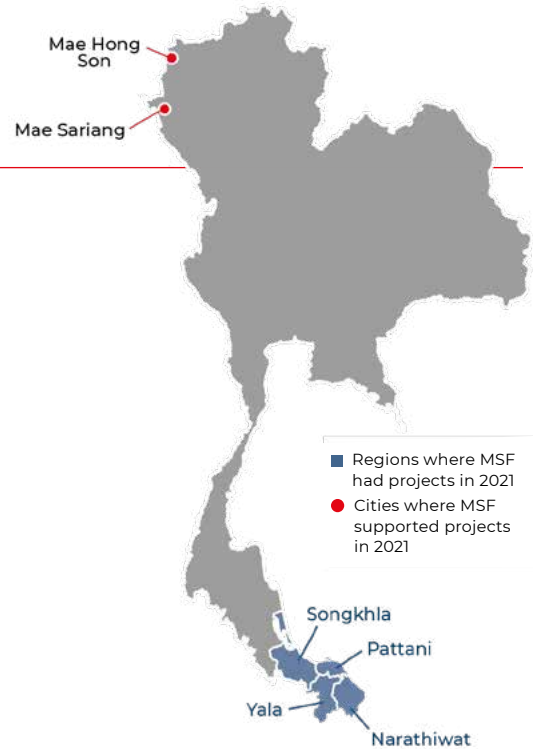 Mae Hong
Son
Mae Sariang
Regions where MSF
had projects in 2021
Cities where MSF
supported projects
in 2021
Songkhla
Pattani
Yala
Narathiwat